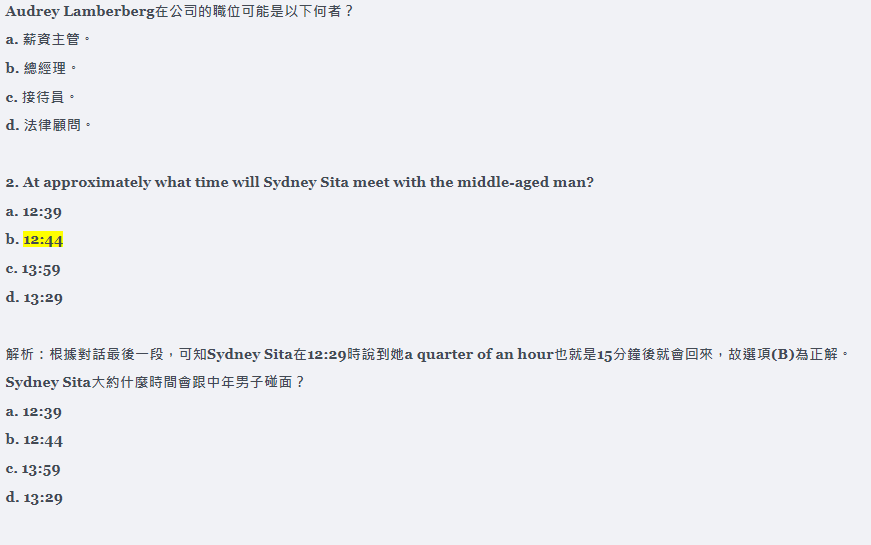 Audrey Lamberberg在公司的職位可能是以下何者？
a. 薪資主管。
b. 總經理。
c. 接待員。
d. 法律顧問。
2. At approximately what time will Sydney Sita meet with the middle-aged man?
a. 12:39
b. 12:44
c. 13:59
d. 13:29
解析：根據對話最後一段，可知Sydney Sita在12:29時說到她a quarter of an hour也就是15分鐘後就會回來，故選項(B)為正解。
Sydney Sita大約什麼時間會跟中年男子碰面？
a. 12:39
b. 12:44
c. 13:59
d. 13:29